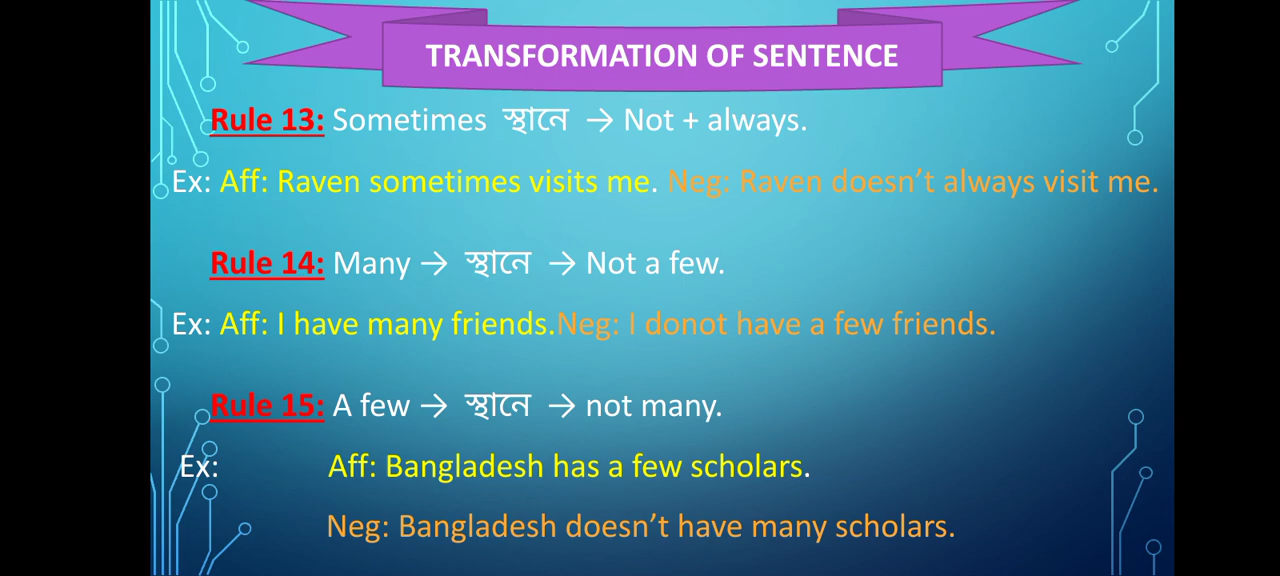 TRANSFORMATION OF SENTENCE
Rule 13: Sometimes স্থানে → Not + always.
Ex: Aff: Raven sometimes visits me. Neg: Raven doesn’t always visit me.
Rule 14: Many → স্থানে → Not a few.
Ex: Aff: I have many friends.Neg: I donot have a few friends.
Rule 15: A few → স্থানে → not many.
Ex: Aff: Bangladesh has a few scholars.
Neg: Bangladesh doesn’t have many scholars.